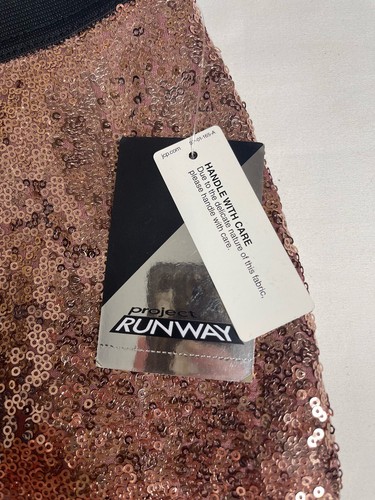 jcp.com
HANDLE WITH CARE
Due to the delicate nature of this fabric,
please handle with care.
project
RUNWAY